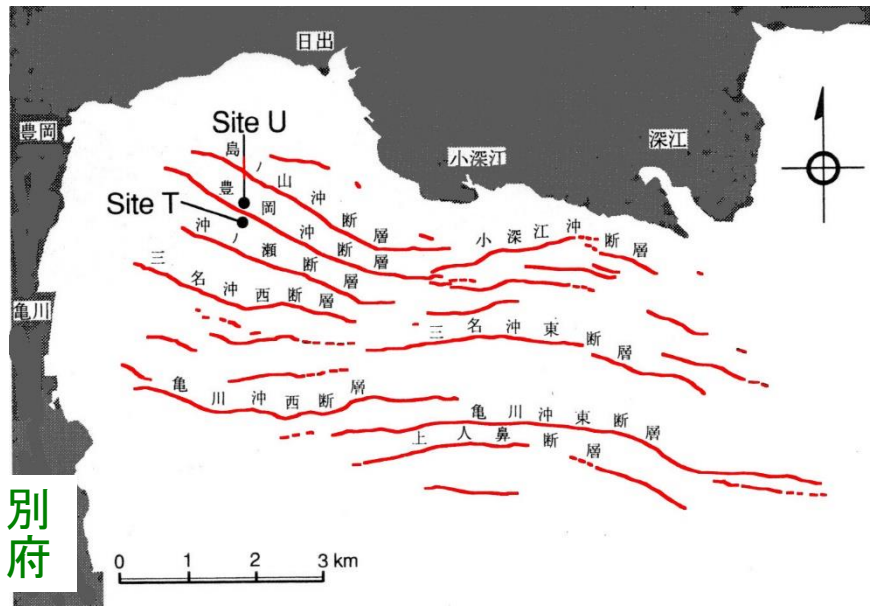 日出
豊岡
Site U
小深江
深江
Site T
島ノ山沖断層
豊岡沖断層
沖ノ瀬断層
小深江沖断層
三名沖西断層
亀川
三名沖東断層
亀川沖西断層
亀川沖東断層
上人鼻断層
別府
0 1 2 3 km